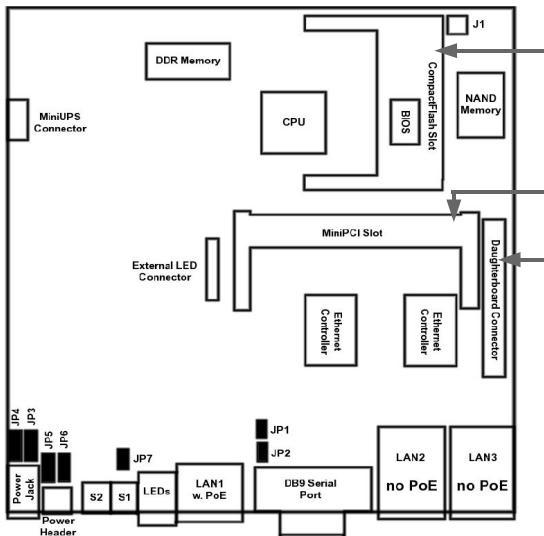 J1
DDR Memory
CompactFlash Slot
NAND
Memory
MiniUPS
Connector
CPU
BIOS
MiniPCI Slot
Daughterboard Connector
External LED
Connector
Ethernet
Controller
Ethernet
Controller
JP4
JP3
JP5
JP6
JP7
JP1
JP2
Power
Jack
Power
Header
S2
S1
LEDs
LAN1
w. PoE
DB9 Serial
Port
LAN2
no PoE
LAN3
no PoE